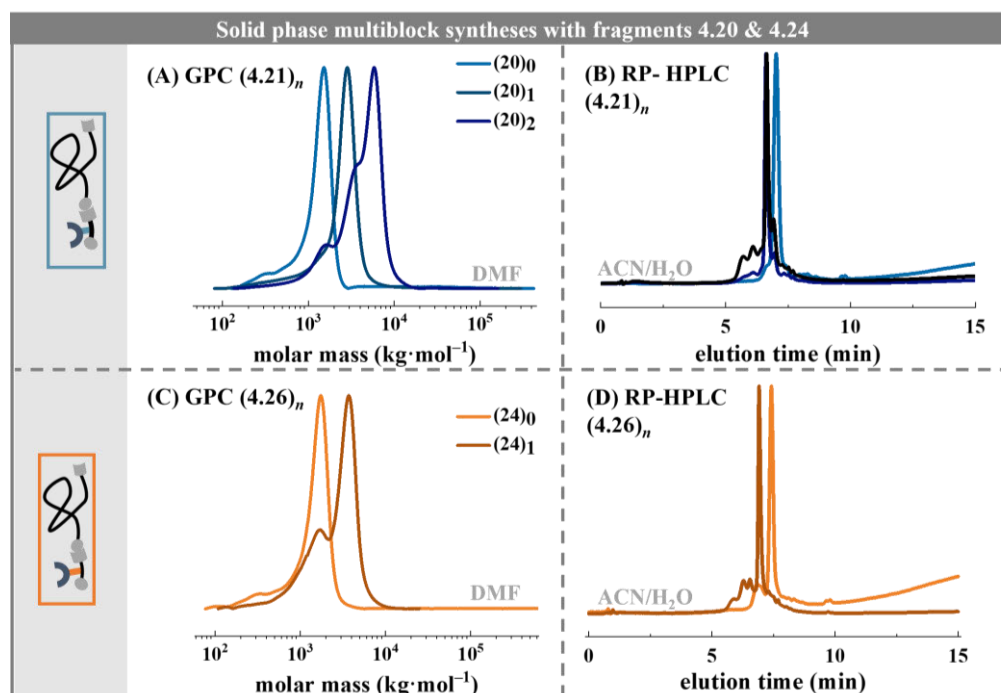 Solid phase multiblock syntheses with fragments 4.20 & 4.24
(A) GPC (4.21)n
(20)0
(20)1
(20)2
DMF
10² 10³ 10⁴ 10⁵
molar mass (kg·mol⁻¹)
(B) RP- HPLC
(4.21)n
ACN/H₂O
0 5 10 15
elution time (min)
(C) GPC (4.26)n
(24)0
(24)1
DMF
10² 10³ 10⁴ 10⁵
molar mass (kg·mol⁻¹)
(D) RP-HPLC
(4.26)n
ACN/H₂O
0 5 10 15
elution time (min)